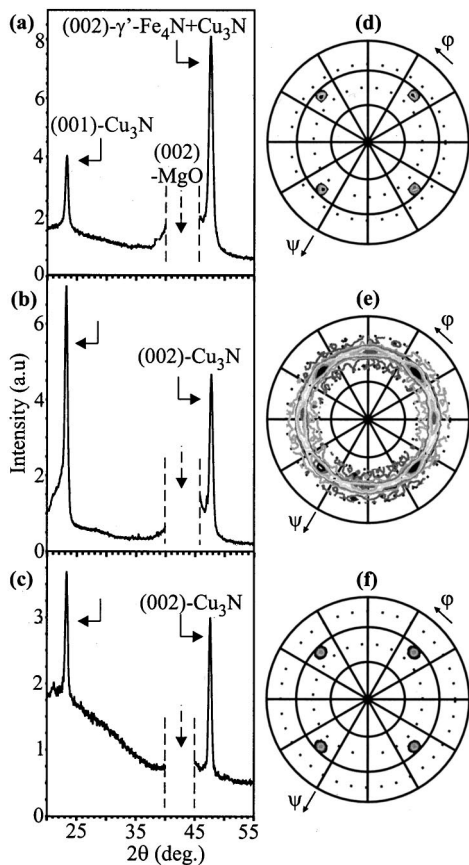 (a)
(002)-γ'-Fe₄N+Cu₃N
(001)-Cu₃N
(002)
-MgO
8
6
4
2
0
(d)
φ
ψ
(b)
(002)-Cu₃N
6
4
2
0
Intensity (a.u)
(e)
φ
ψ
(c)
(002)-Cu₃N
3
2
1
0
25 35 45 55
2θ (deg.)
(f)
φ
ψ